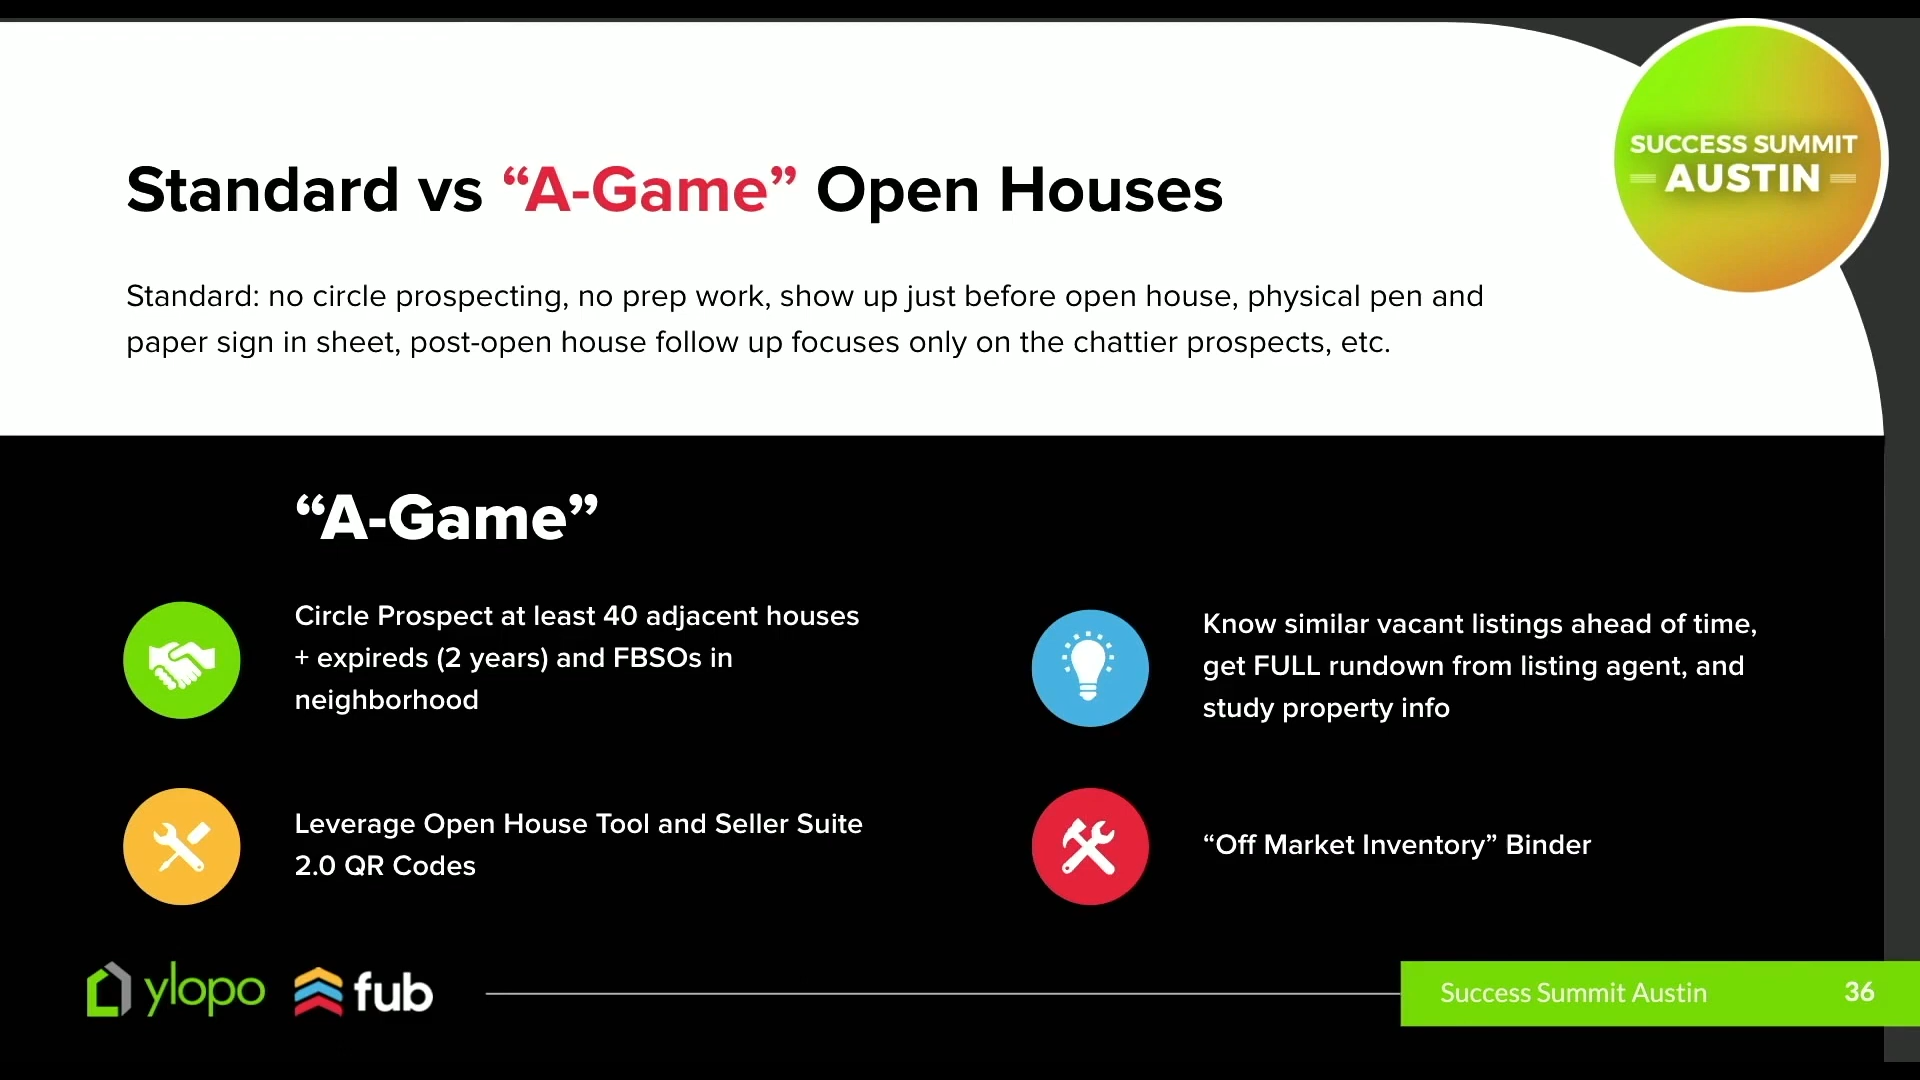 SUCCESS SUMMIT
AUSTIN
Standard vs “A-Game” Open Houses
Standard: no circle prospecting, no prep work, show up just before open house, physical pen and
paper sign in sheet, post-open house follow up focuses only on the chattier prospects, etc.
“A-Game”
Circle Prospect at least 40 adjacent houses
+ expireds (2 years) and FBSOs in
neighborhood
Know similar vacant listings ahead of time,
get FULL rundown from listing agent, and
study property info
Leverage Open House Tool and Seller Suite
2.0 QR Codes
“Off Market Inventory” Binder
ylopo
fub
Success Summit Austin
36